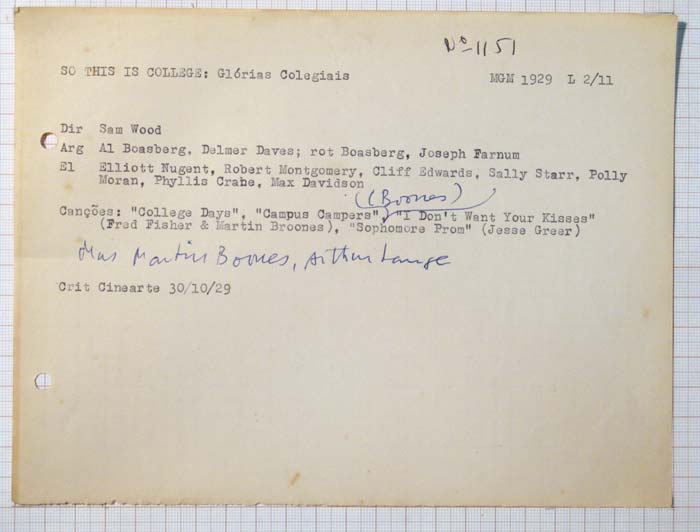 Nº 1151
SO THIS IS COLLEGE: Glórias Colegiais MGM 1929 L 2/11
Dir Sam Wood
Arg Al Boasberg, Delmer Daves; rot Boasberg, Joseph Farnum
El Elliott Nugent, Robert Montgomery, Cliff Edwards, Sally Starr, Polly
Moran, Phyllis Crabe, Max Davidson
(Boones)
Canções: "College Days", "Campus Campers", "I Don't Want Your Kisses"
(Fred Fisher & Martin Broones), "Sophomore Prom" (Jesse Greer)
Mus Martin Boones, Arthur Lange
Crit Cinearte 30/10/29